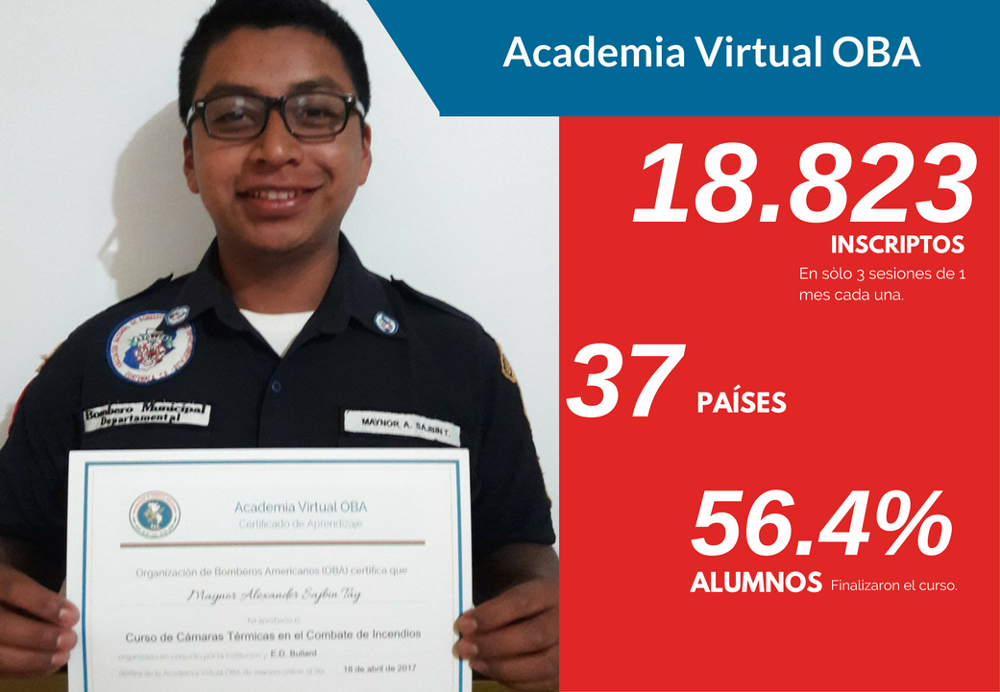 Academia Virtual OBA
18.823
INSCRIPTOS
En sólo 3 sesiones de 1
mes cada una.
37 PAÍSES
56.4%
ALUMNOS Finalizaron el curso.
Bombero Municipal
Departamental
MAYNOR. A. SAJBIN T.
Academia Virtual OBA
Certificado de Aprendizaje
Organización de Bomberos Americanos (OBA) certifica que
Maynor Alexander Sajbin Tay
ha aprobado el
Curso de Cámaras Térmicas en el Combate de Incendios
organizado en conjunto por la institución y E.D. Bullard
dentro de la Academia Virtual OBA de manera online el día 18 de abril de 2017